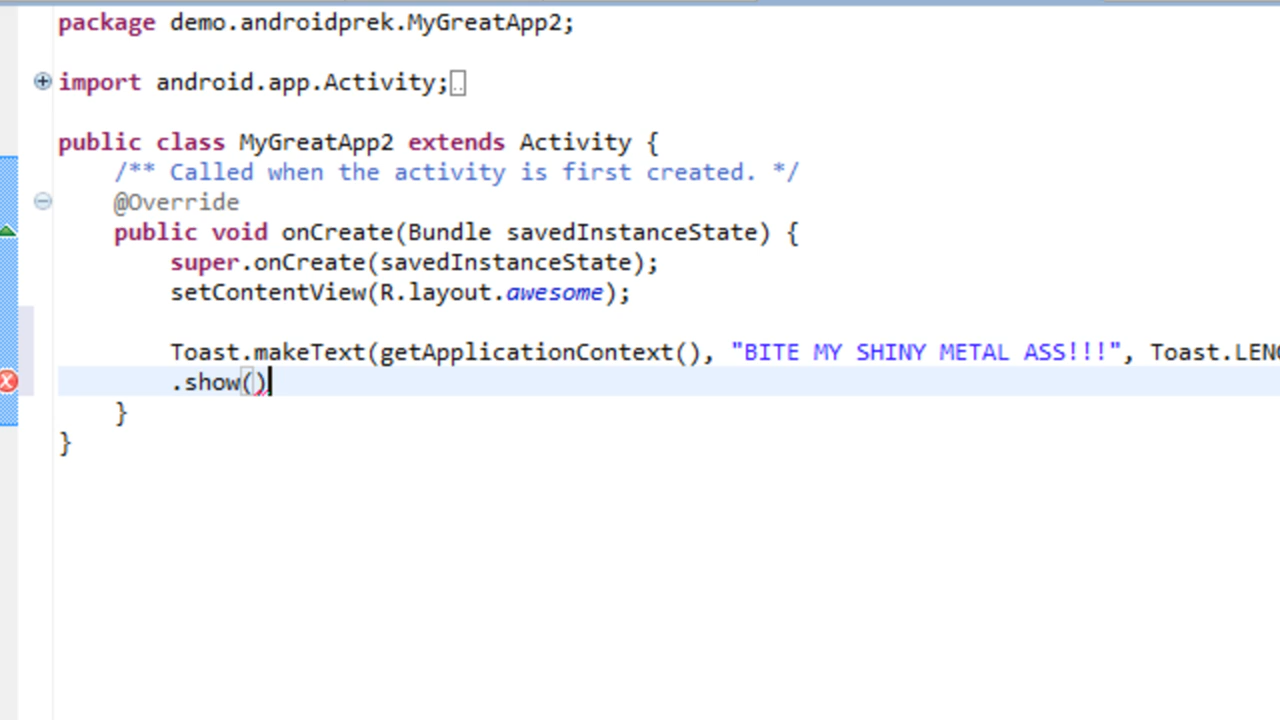 package demo.androidprek.MyGreatApp2;
import android.app.Activity;
public class MyGreatApp2 extends Activity {
/** Called when the activity is first created. */
@Override
public void onCreate(Bundle savedInstanceState) {
super.onCreate(savedInstanceState);
setContentView(R.layout.awesome);
Toast.makeText(getApplicationContext(), "BITE MY SHINY METAL ASS!!!", Toast.LENG
.show()
}
}